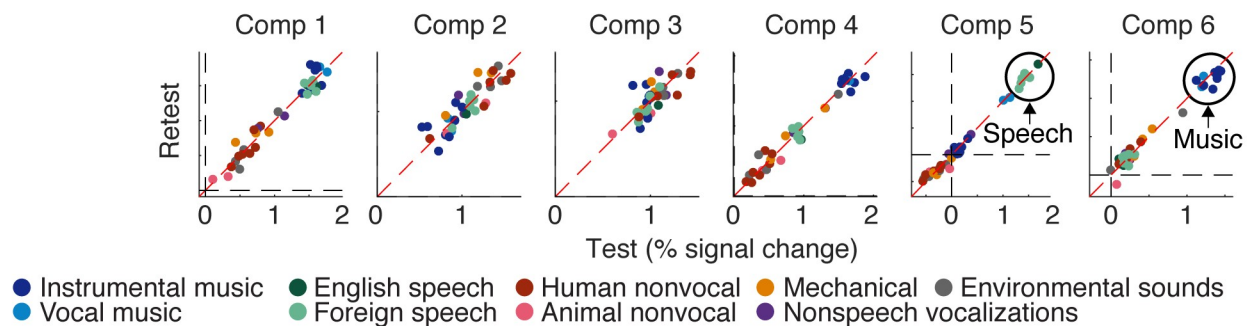 Comp 1 Comp 2 Comp 3 Comp 4 Comp 5 Comp 6
Retest
Speech Music
0 1 2 0 1 0 1 0 1 2 0 1 2 0 1
Test (% signal change)
Instrumental music English speech Human nonvocal Mechanical Environmental sounds
Vocal music Foreign speech Animal nonvocal Nonspeech vocalizations